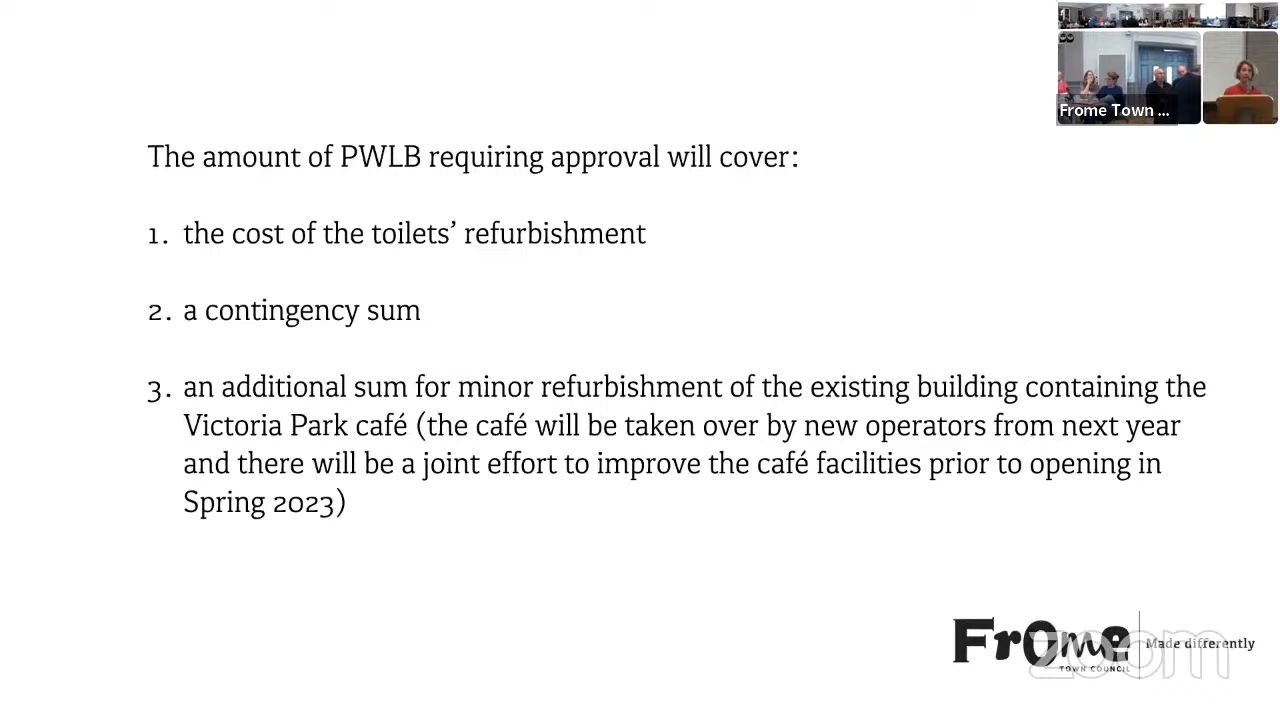 Frome Town ...
The amount of PWLB requiring approval will cover:
1. the cost of the toilets’ refurbishment
2. a contingency sum
3. an additional sum for minor refurbishment of the existing building containing the
Victoria Park café (the café will be taken over by new operators from next year
and there will be a joint effort to improve the café facilities prior to opening in
Spring 2023)
Frome
TOWN COUNCIL
Made differently
zoom